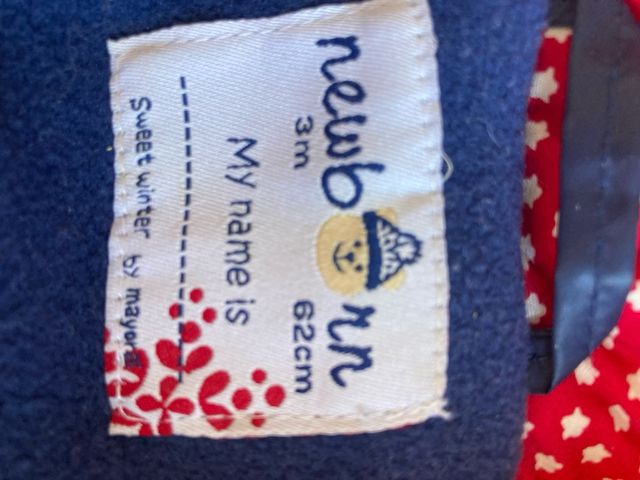 newborn
3m 62cm
My name is
Sweet winter by mayoral